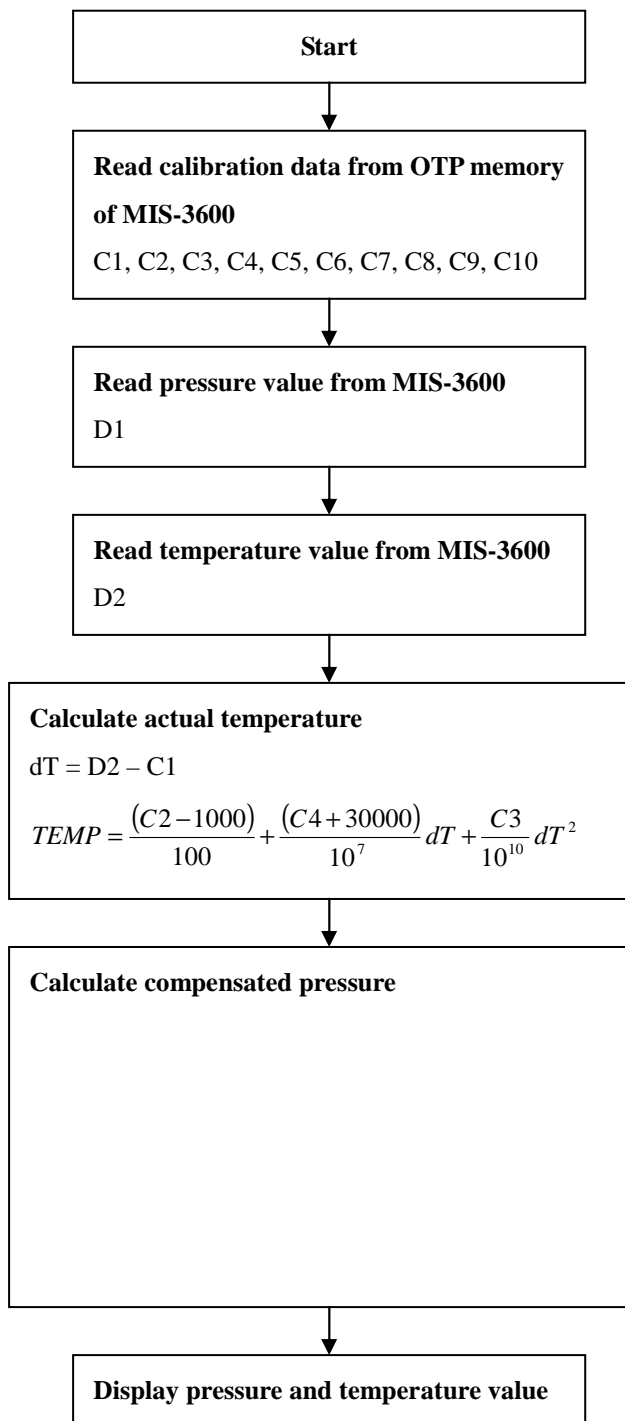 Start
Read calibration data from OTP memory
of MIS-3600
C1, C2, C3, C4, C5, C6, C7, C8, C9, C10
Read pressure value from MIS-3600
D1
Read temperature value from MIS-3600
D2
Calculate actual temperature
dT = D2 – C1
TEMP = (C2 − 1000)/100 + (C4 + 30000)/10^7 dT + C3/10^10 dT^2
Calculate compensated pressure
Display pressure and temperature value